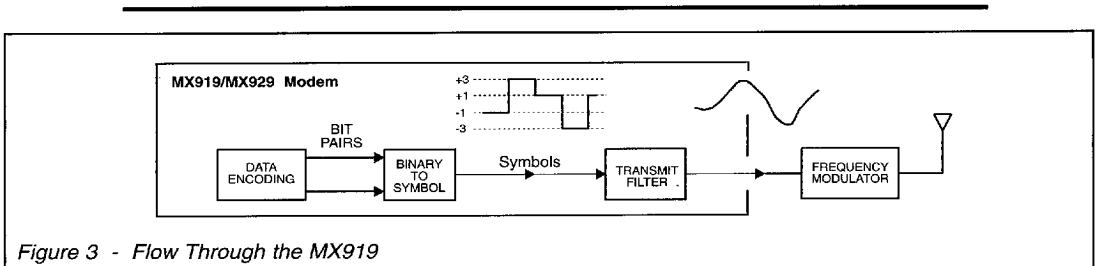 MX919/MX929 Modem
+3
+1
-1
-3
BIT
PAIRS
DATA
ENCODING
BINARY
TO
SYMBOL
Symbols
TRANSMIT
FILTER
FREQUENCY
MODULATOR
Figure 3 - Flow Through the MX919